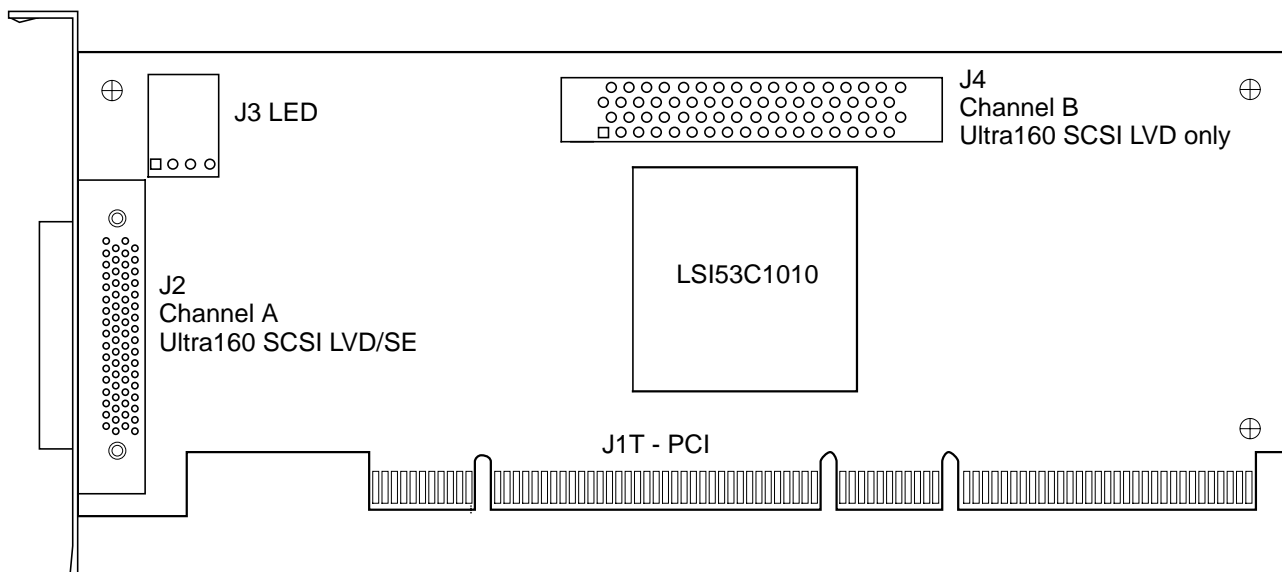 J3 LED
J4
Channel B
Ultra160 SCSI LVD only
LSI53C1010
J2
Channel A
Ultra160 SCSI LVD/SE
J1T - PCI